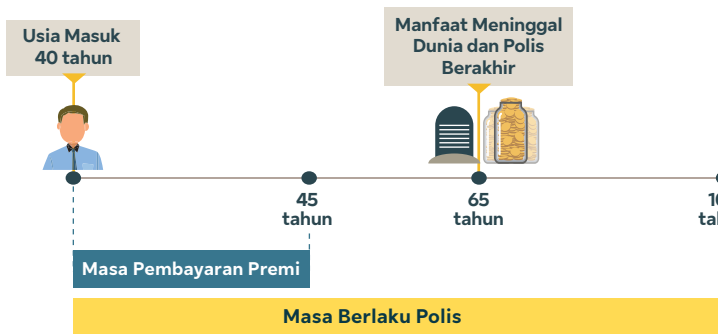 Usia Masuk
40 tahun
Manfaat Meninggal
Dunia dan Polis
Berakhir
45
tahun
65
tahun
Masa Pembayaran Premi
Masa Berlaku Polis